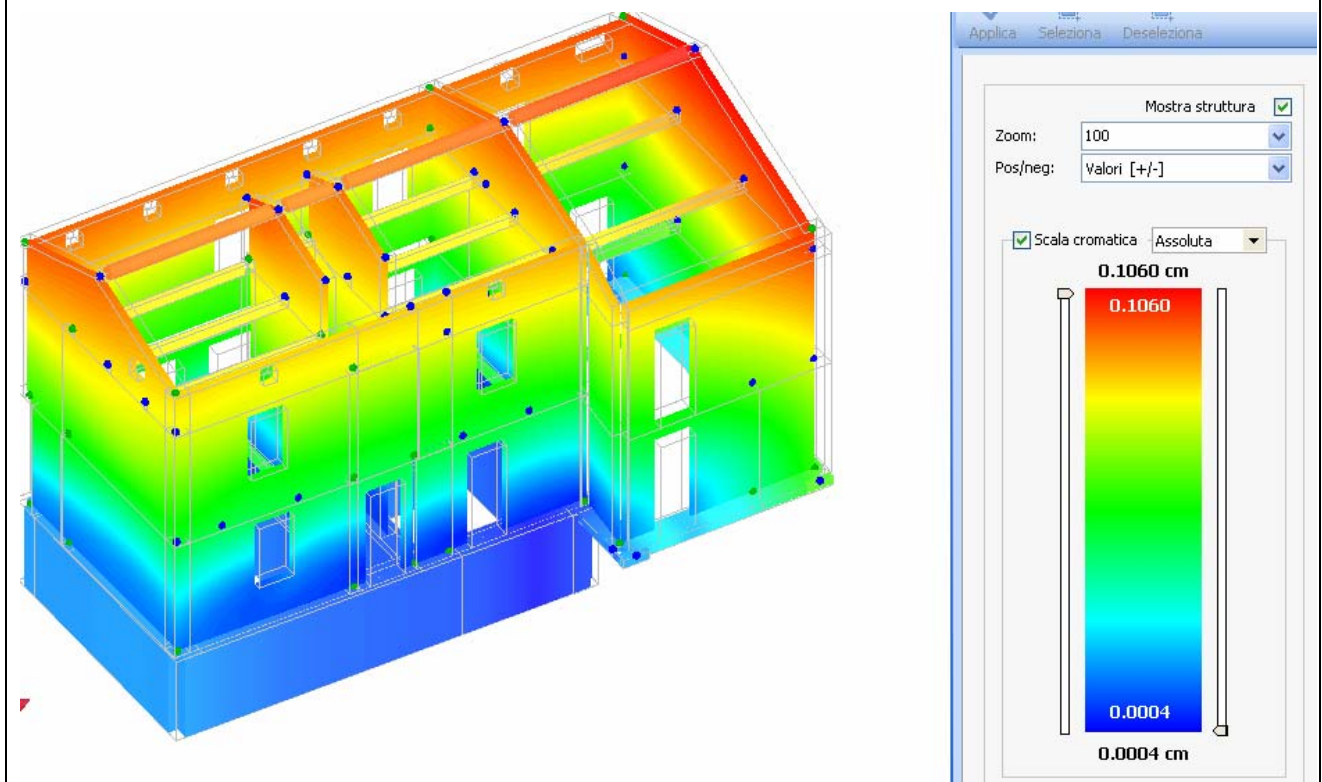 Applica Seleziona Deseleziona
Mostra struttura
Zoom: 100
Pos/neg: Valori [+/-]
Scala cromatica Assoluta
0.1060 cm
0.1060
0.0004
0.0004 cm